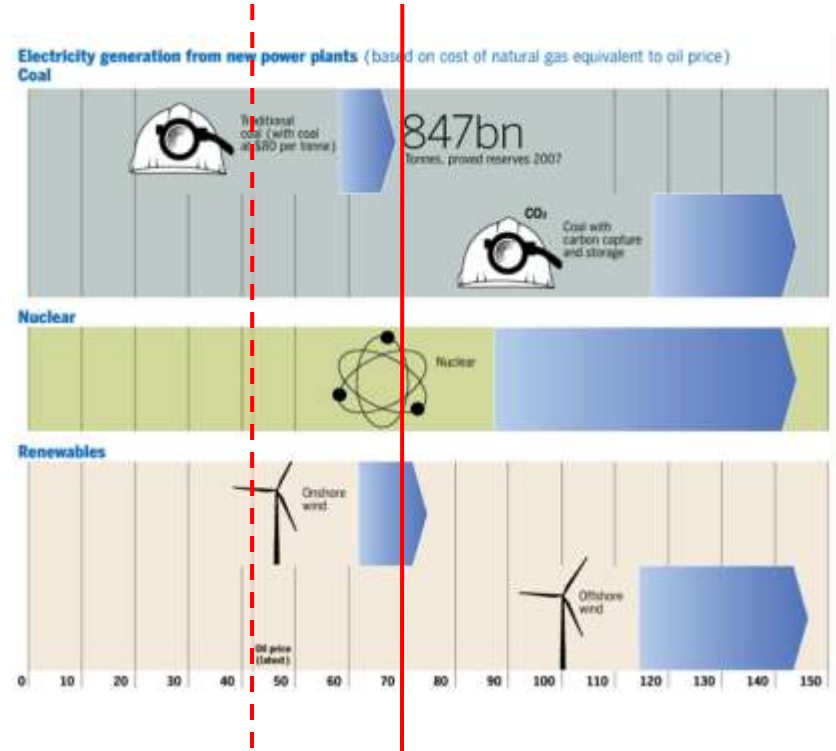 Electricity generation from new power plants (based on cost of natural gas equivalent to oil price)
Coal
Traditional
coal (with coal
at $80 per tonne)
847bn
Tonnes, proved reserves 2007
CO₂
Coal with
carbon capture
and storage
Nuclear
Nuclear
Renewables
Onshore
wind
Offshore
wind
Oil price
(latest)
0 10 20 30 40 50 60 70 80 90 100 110 120 130 140 150